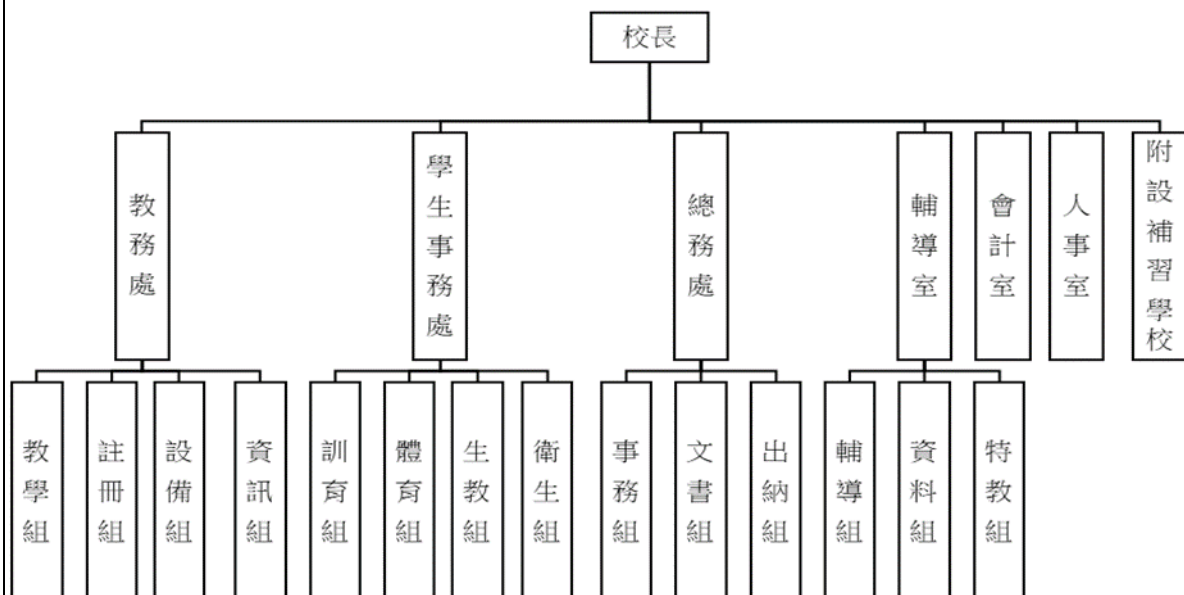 校長
教務處
學生事務處
總務處
輔導室
會計室
人事室
附設補習學校
教學組
註冊組
設備組
資訊組
訓育組
體育組
生教組
衛生組
事務組
文書組
出納組
輔導組
資料組
特教組